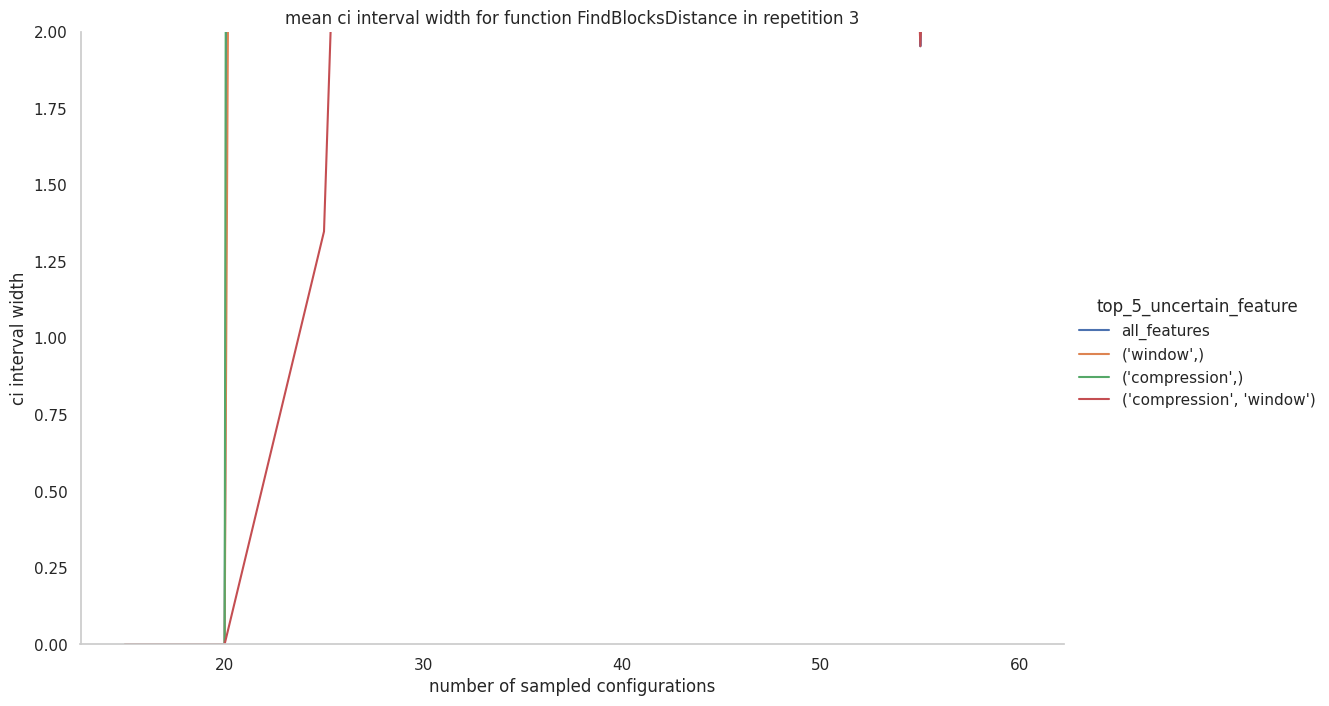 mean ci interval width for function FindBlocksDistance in repetition 3
2.00
1.75
1.50
1.25
1.00
0.75
0.50
0.25
0.00
ci interval width
20
30
40
50
60
number of sampled configurations
top_5_uncertain_feature
all_features
('window',)
('compression',)
('compression', 'window')